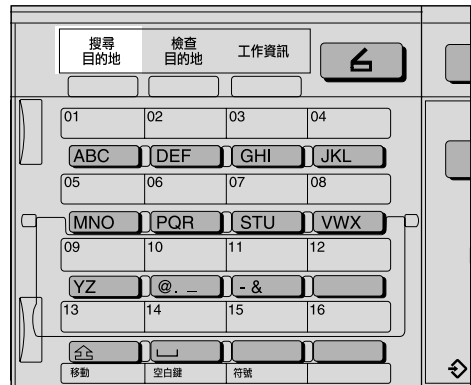 搜尋
目的地
檢查
目的地
工作資訊
01 02 03 04
ABC DEF GHI JKL
05 06 07 08
MNO PQR STU VWX
09 10 11 12
YZ @. _ - &
13 14 15 16
移動 空白鍵 符號